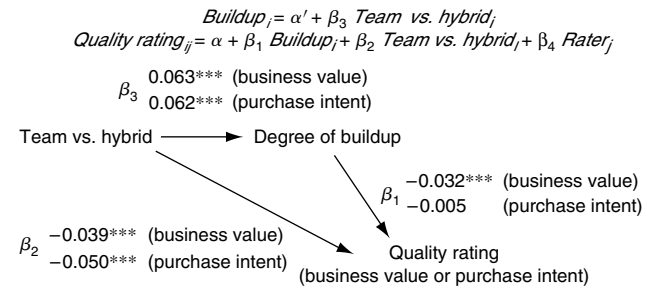 Buildup_i = α′ + β_3 Team vs. hybrid_i
Quality rating_ij = α + β_1 Buildup_i + β_2 Team vs. hybrid_i + β_4 Rater_j
β_3 0.063*** (business value)
0.062*** (purchase intent)
Team vs. hybrid
Degree of buildup
β_1 −0.032*** (business value)
−0.005 (purchase intent)
β_2 −0.039*** (business value)
−0.050*** (purchase intent)
Quality rating
(business value or purchase intent)